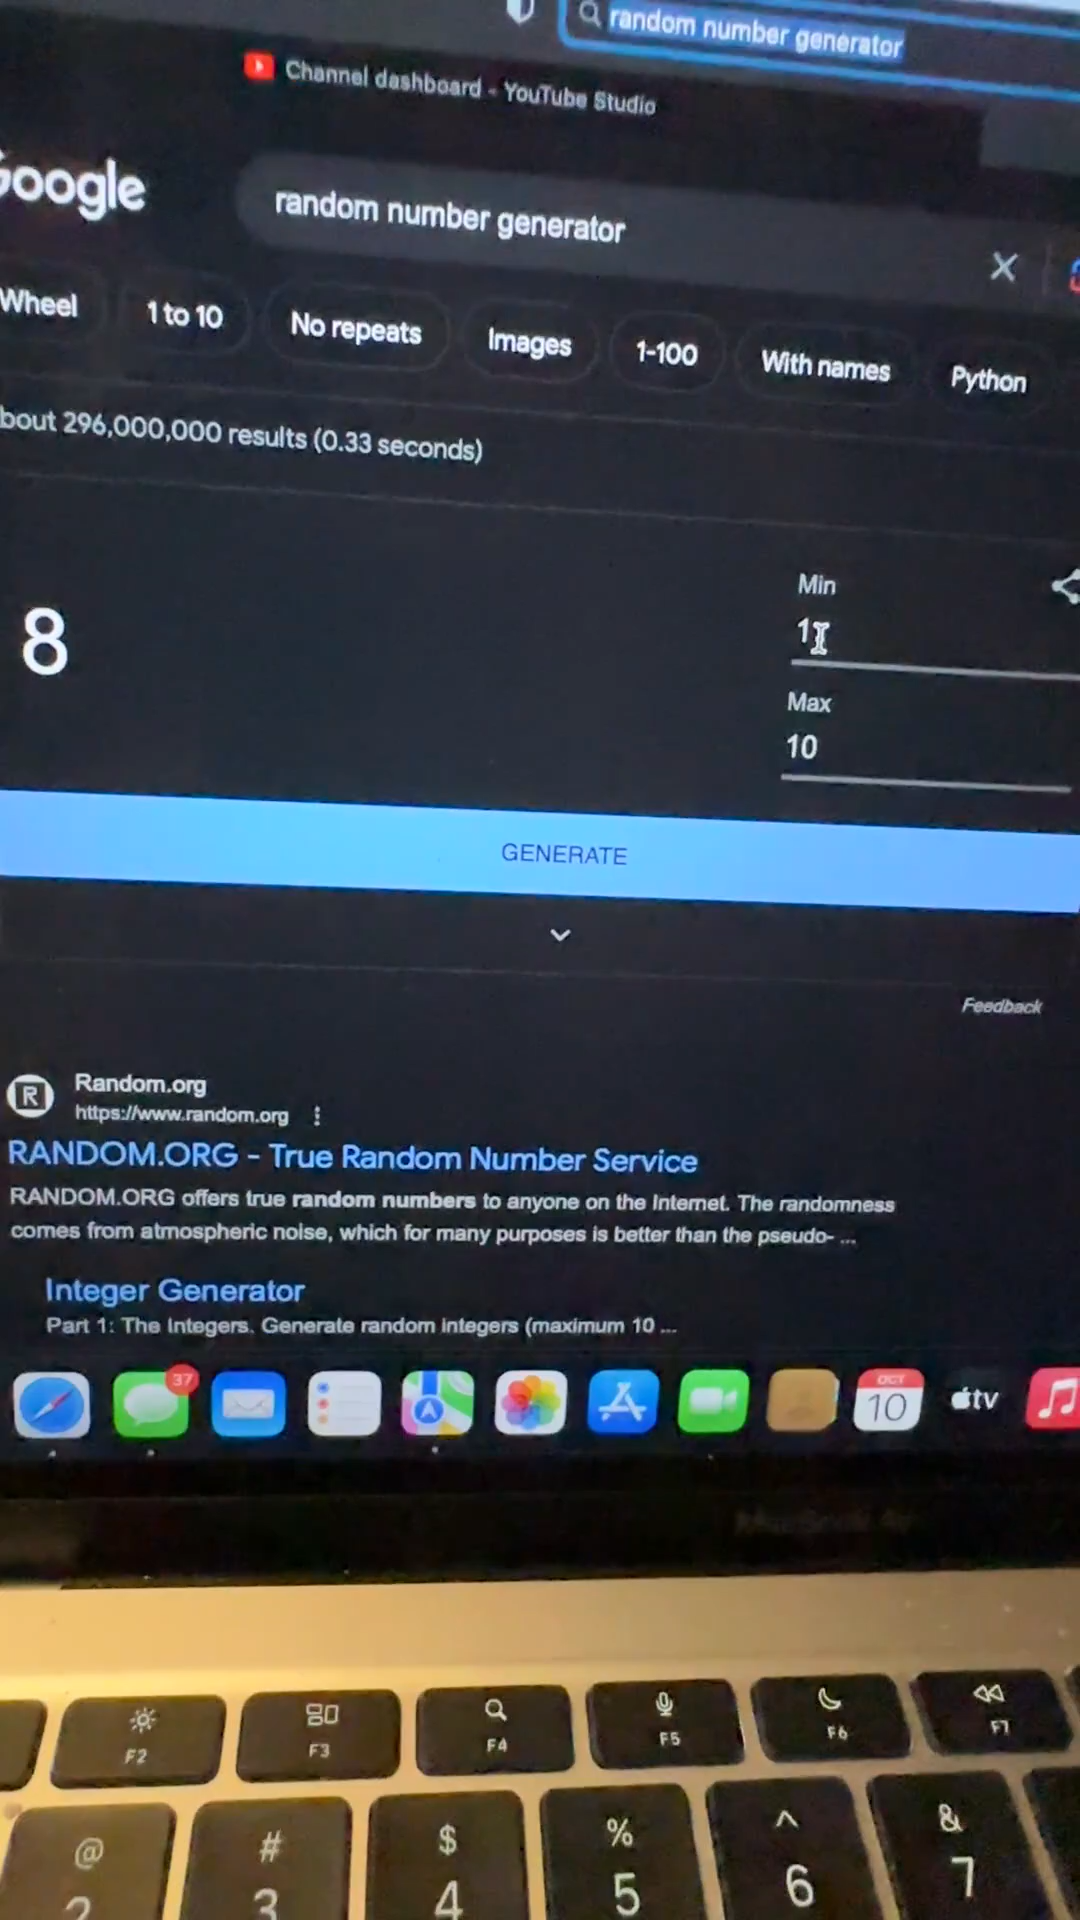 random number generator
Channel dashboard - YouTube Studio
Google
random number generator
Wheel 1 to 10 No repeats Images 1-100 With names Python
bout 296,000,000 results (0.33 seconds)
Min
8
1
Max
10
GENERATE
Feedback
R
Random.org
https://www.random.org
RANDOM.ORG - True Random Number Service
RANDOM.ORG offers true random numbers to anyone on the Internet. The randomness
comes from atmospheric noise, which for many purposes is better than the pseudo- ...
Integer Generator
Part 1: The Integers. Generate random integers (maximum 10 ...
37
OCT
10
tv
F2 F3 F4 F5 F6 F7
@ # $ % ^ &
2 3 4 5 6 7